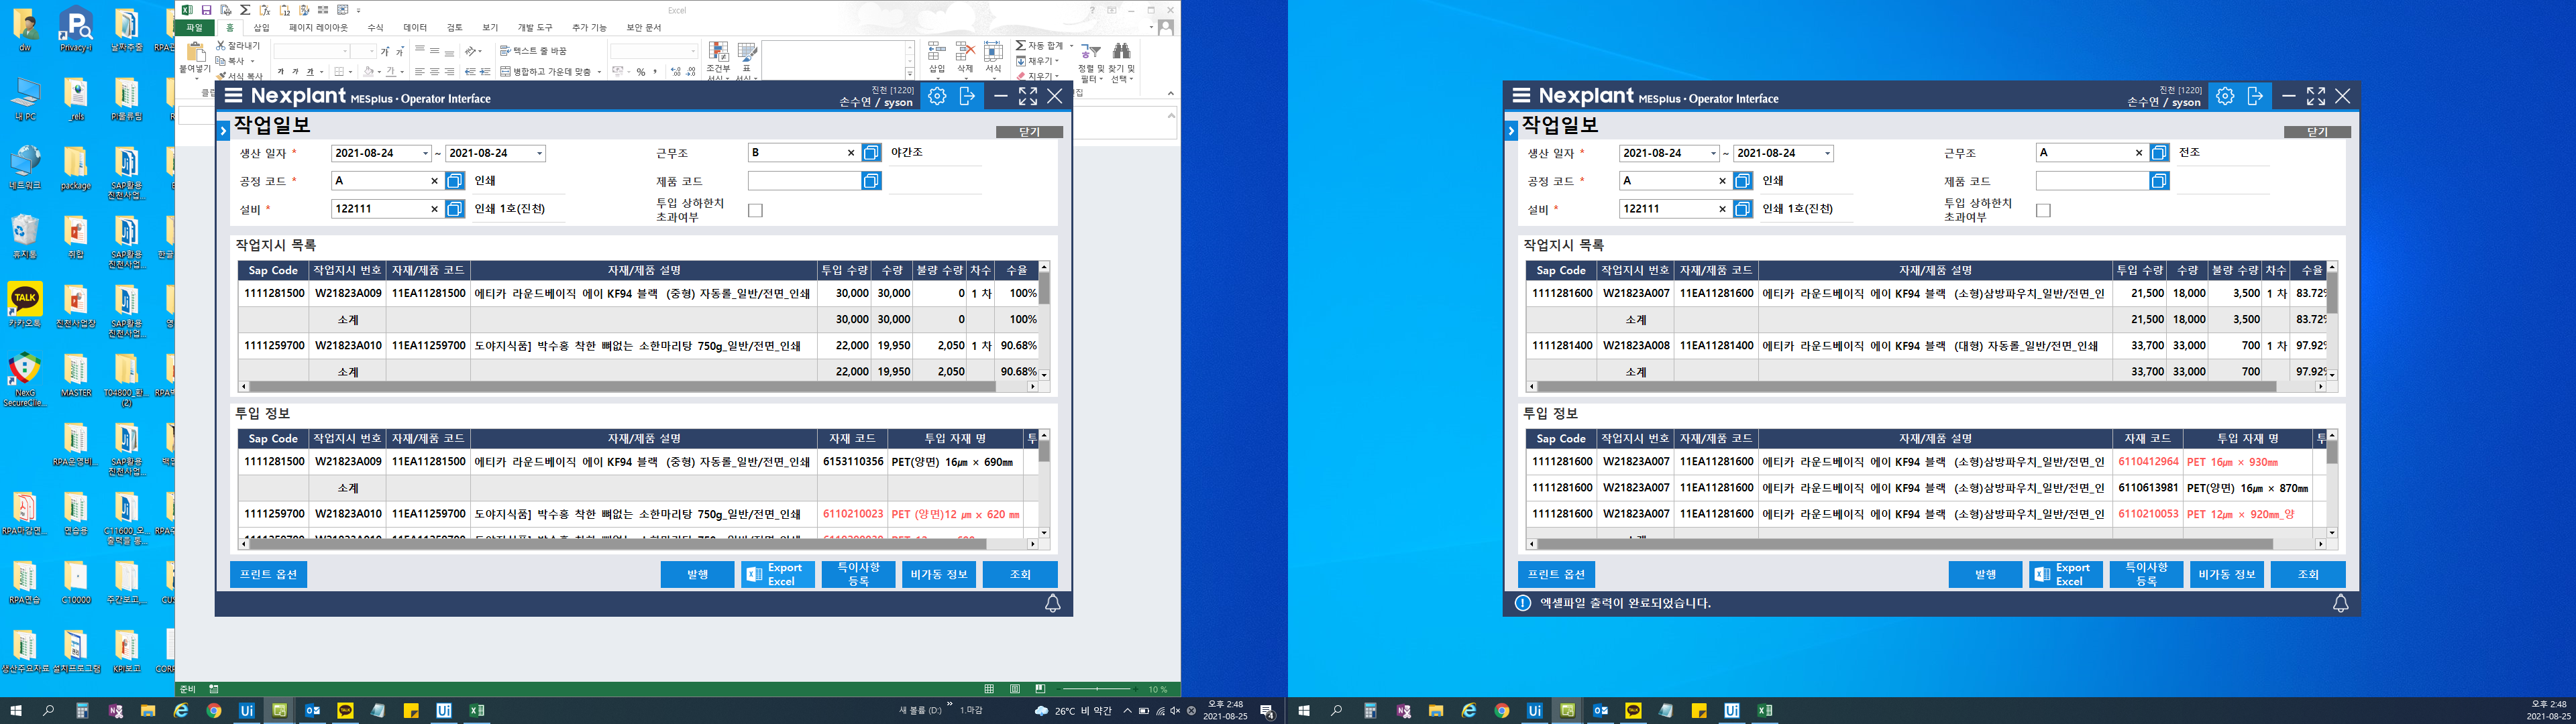 dw
Privacy-i
날짜추출
내 PC
_rels
PI물류팀
네트워크
package
SAP활용 진천사업...
휴지통
취합
SAP활용 진천사업...
카카오톡
진천사업장
SAP활용 진천사업...
NexG SecureClie...
MASTER
RPA운영비...
SAP활용 진천사업...
연습용
RPA연습
C10000
주간보고_...
설치프로그램
KPI보고
Excel
파일 홈 삽입 페이지 레이아웃 수식 데이터 검토 보기 개발 도구 추가 기능 보안 문서
붙여넣기
잘라내기
복사
서식 복사
텍스트 줄 바꿈
병합하고 가운데 맞춤
조건부
표
삽입 삭제 서식
자동 합계
채우기
지우기
정렬 및 필터
찾기 및 선택
Nexplant MESplus · Operator Interface
진천 [1220]
손수연 / syson
작업일보
닫기
생산 일자 * 2021-08-24 ~ 2021-08-24 근무조 B 야간조
공정 코드 * A 인쇄 제품 코드
설비 * 122111 인쇄 1호(진천) 투입 상하한치 초과여부
작업지시 목록
Sap Code 작업지시 번호 자재/제품 코드 자재/제품 설명 투입 수량 수량 불량 수량 차수 수율
1111281500 W21823A009 11EA11281500 에티카 라운드베이직 에이 KF94 블랙 (중형) 자동롤_일반/전면_인쇄 30,000 30,000 0 1 차 100%
소계 30,000 30,000 0 100%
1111259700 W21823A010 11EA11259700 도야지식품] 박수홍 착한 뼈없는 소한마리탕 750g_일반/전면_인쇄 22,000 19,950 2,050 1 차 90.68%
소계 22,000 19,950 2,050 90.68%
투입 정보
Sap Code 작업지시 번호 자재/제품 코드 자재/제품 설명 자재 코드 투입 자재 명 투
1111281500 W21823A009 11EA11281500 에티카 라운드베이직 에이 KF94 블랙 (중형) 자동롤_일반/전면_인쇄 6153110356 PET(양면) 16㎛ × 690㎜
소계
1111259700 W21823A010 11EA11259700 도야지식품] 박수홍 착한 뼈없는 소한마리탕 750g_일반/전면_인쇄 6110210023 PET (양면)12 ㎛ x 620 ㎜
프린트 옵션 발행 Export Excel 특이사항 등록 비가동 정보 조회
준비
10 %
새 볼륨 (D:) 1.마감 26°C 비 약간
오후 2:48
2021-08-25
4
Nexplant MESplus · Operator Interface
진천 [1220]
손수연 / syson
작업일보
닫기
생산 일자 * 2021-08-24 ~ 2021-08-24 근무조 A 전조
공정 코드 * A 인쇄 제품 코드
설비 * 122111 인쇄 1호(진천) 투입 상하한치 초과여부
작업지시 목록
Sap Code 작업지시 번호 자재/제품 코드 자재/제품 설명 투입 수량 수량 불량 수량 차수 수율
1111281600 W21823A007 11EA11281600 에티카 라운드베이직 에이 KF94 블랙 (소형)삼방파우치_일반/전면_인 21,500 18,000 3,500 1 차 83.72%
소계 21,500 18,000 3,500 83.72%
1111281400 W21823A008 11EA11281400 에티카 라운드베이직 에이 KF94 블랙 (대형) 자동롤_일반/전면_인쇄 33,700 33,000 700 1 차 97.92%
소계 33,700 33,000 700 97.92%
투입 정보
Sap Code 작업지시 번호 자재/제품 코드 자재/제품 설명 자재 코드 투입 자재 명 투
1111281600 W21823A007 11EA11281600 에티카 라운드베이직 에이 KF94 블랙 (소형)삼방파우치_일반/전면_인 6110412964 PET 16㎛ × 930㎜
1111281600 W21823A007 11EA11281600 에티카 라운드베이직 에이 KF94 블랙 (소형)삼방파우치_일반/전면_인 6110613981 PET(양면) 16㎛ × 870㎜
1111281600 W21823A007 11EA11281600 에티카 라운드베이직 에이 KF94 블랙 (소형)삼방파우치_일반/전면_인 6110210053 PET 12㎛ × 920㎜_양
프린트 옵션 발행 Export Excel 특이사항 등록 비가동 정보 조회
엑셀파일 출력이 완료되었습니다.
오후 2:48
2021-08-25